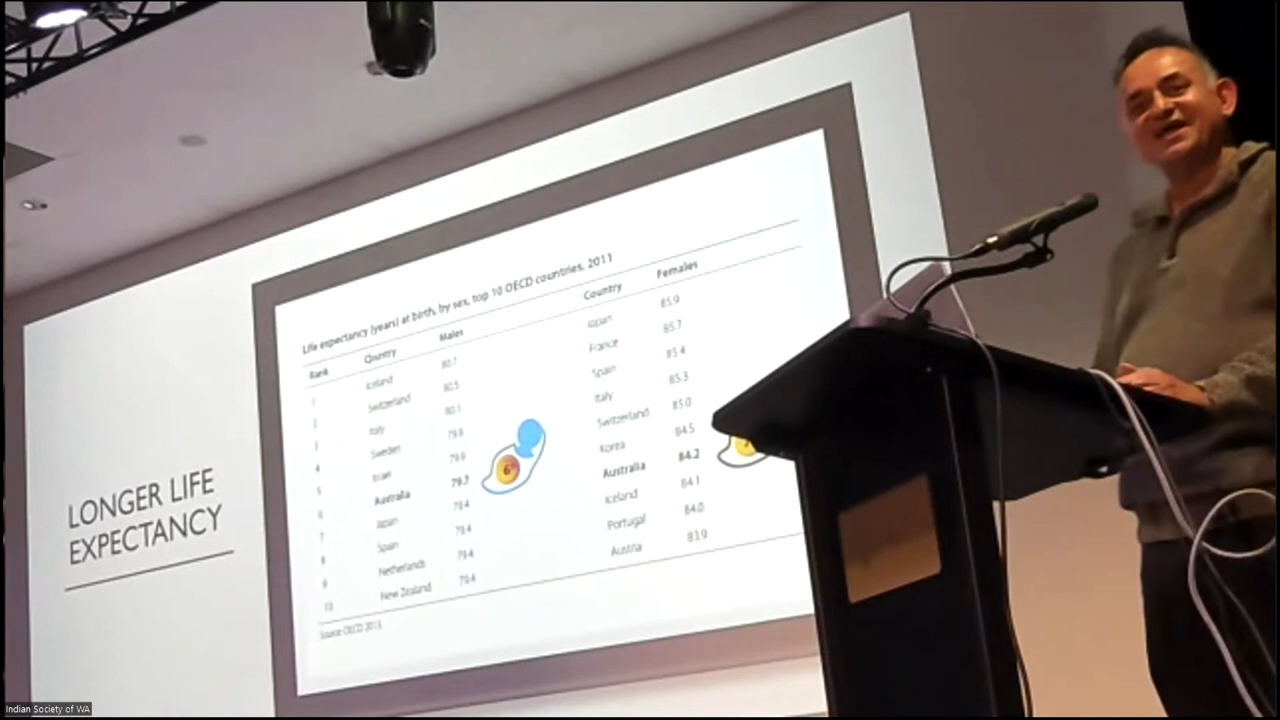 LONGER LIFE
EXPECTANCY
Life expectancy (years) at birth, by sex, top 10 OECD countries, 2011
Rank Country Males Country Females
1 Iceland 80.7 Japan 85.9
2 Switzerland 80.5 France 85.7
3 Italy 80.1 Spain 85.4
4 Sweden 79.9 Italy 85.3
5 Israel 79.9 Switzerland 85.0
6 Australia 79.7 6 Korea 84.5
7 Japan 79.4 Australia 84.2
8 Spain 79.4 Iceland 84.1
9 Netherlands 79.4 Portugal 84.0
10 New Zealand 79.4 Austria 83.9
Source: OECD 2013.
Indian Society of WA